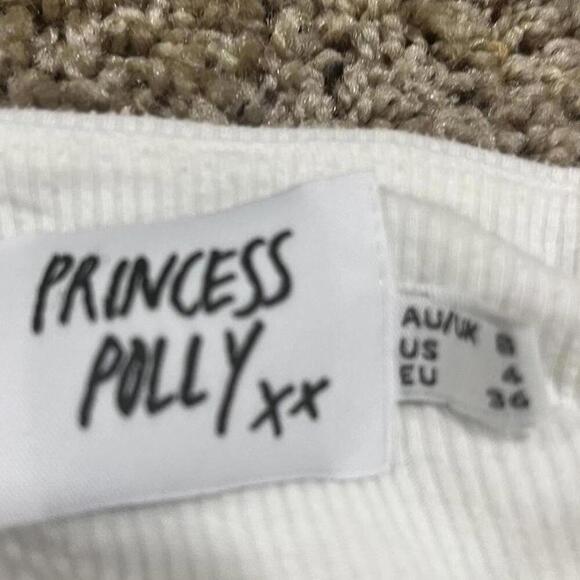 PRINCESS
POLLY xx
AU/UK 8
US 4
EU 36